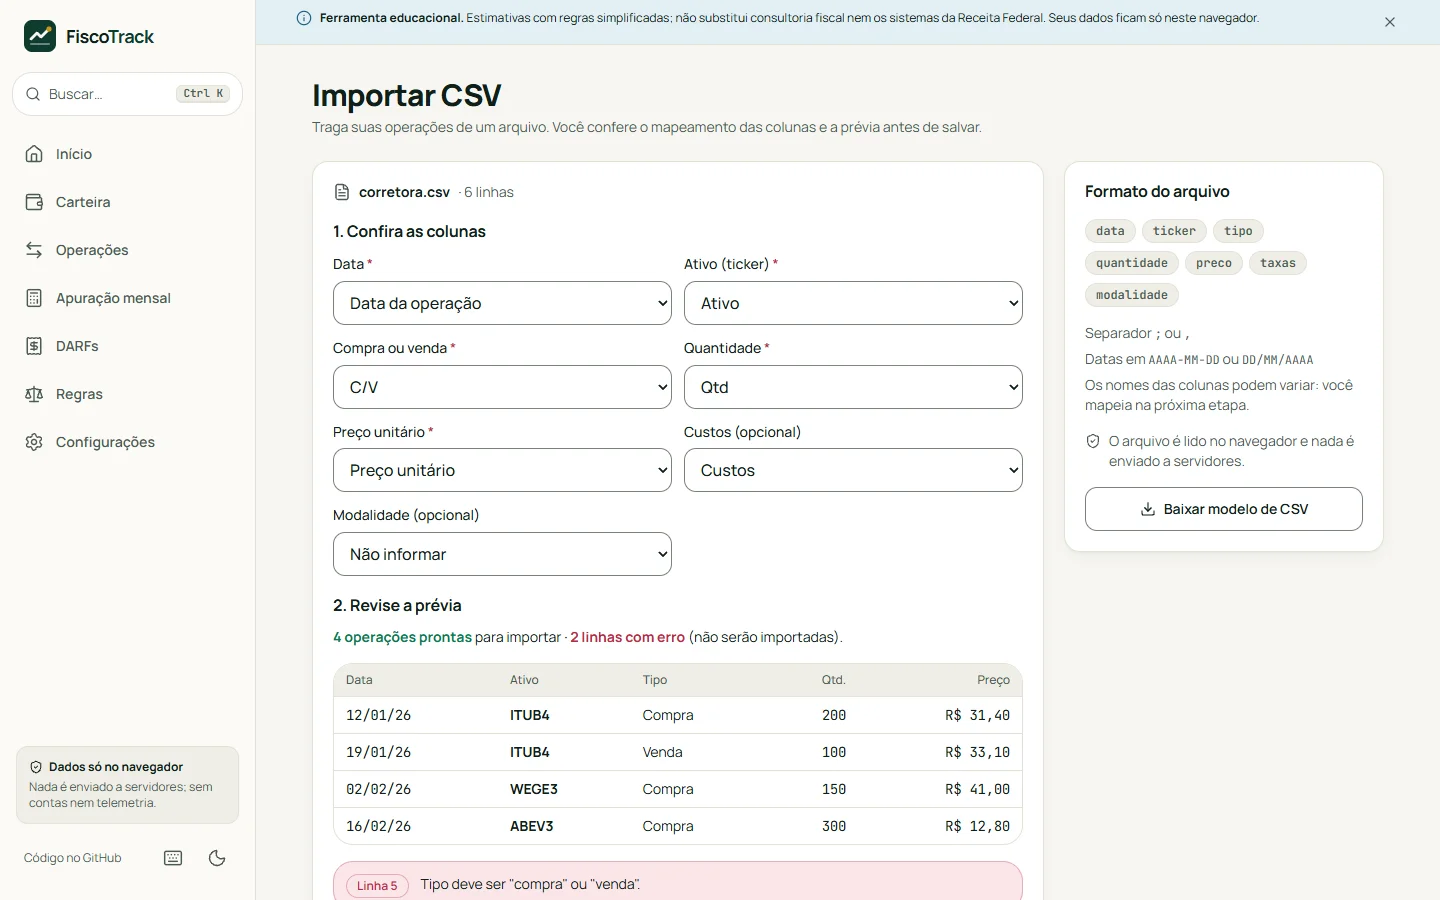 FiscoTrack
Buscar...
Ctrl K
Início
Carteira
Operações
Apuração mensal
DARFs
Regras
Configurações
Dados só no navegador
Nada é enviado a servidores; sem
contas nem telemetria.
Código no GitHub
Ferramenta educacional. Estimativas com regras simplificadas; não substitui consultoria fiscal nem os sistemas da Receita Federal. Seus dados ficam só neste navegador.
Importar CSV
Traga suas operações de um arquivo. Você confere o mapeamento das colunas e a prévia antes de salvar.
corretora.csv · 6 linhas
1. Confira as colunas
Data * Ativo (ticker) *
Data da operação Ativo
Compra ou venda * Quantidade *
C/V Qtd
Preço unitário * Custos (opcional)
Preço unitário Custos
Modalidade (opcional)
Não informar
2. Revise a prévia
4 operações prontas para importar · 2 linhas com erro (não serão importadas).
Data Ativo Tipo Qtd. Preço
12/01/26 ITUB4 Compra 200 R$ 31,40
19/01/26 ITUB4 Venda 100 R$ 33,10
02/02/26 WEGE3 Compra 150 R$ 41,00
16/02/26 ABEV3 Compra 300 R$ 12,80
Linha 5 Tipo deve ser "compra" ou "venda".
Formato do arquivo
data ticker tipo
quantidade preco taxas
modalidade
Separador ; ou ,
Datas em AAAA-MM-DD ou DD/MM/AAAA
Os nomes das colunas podem variar: você
mapeia na próxima etapa.
O arquivo é lido no navegador e nada é
enviado a servidores.
Baixar modelo de CSV